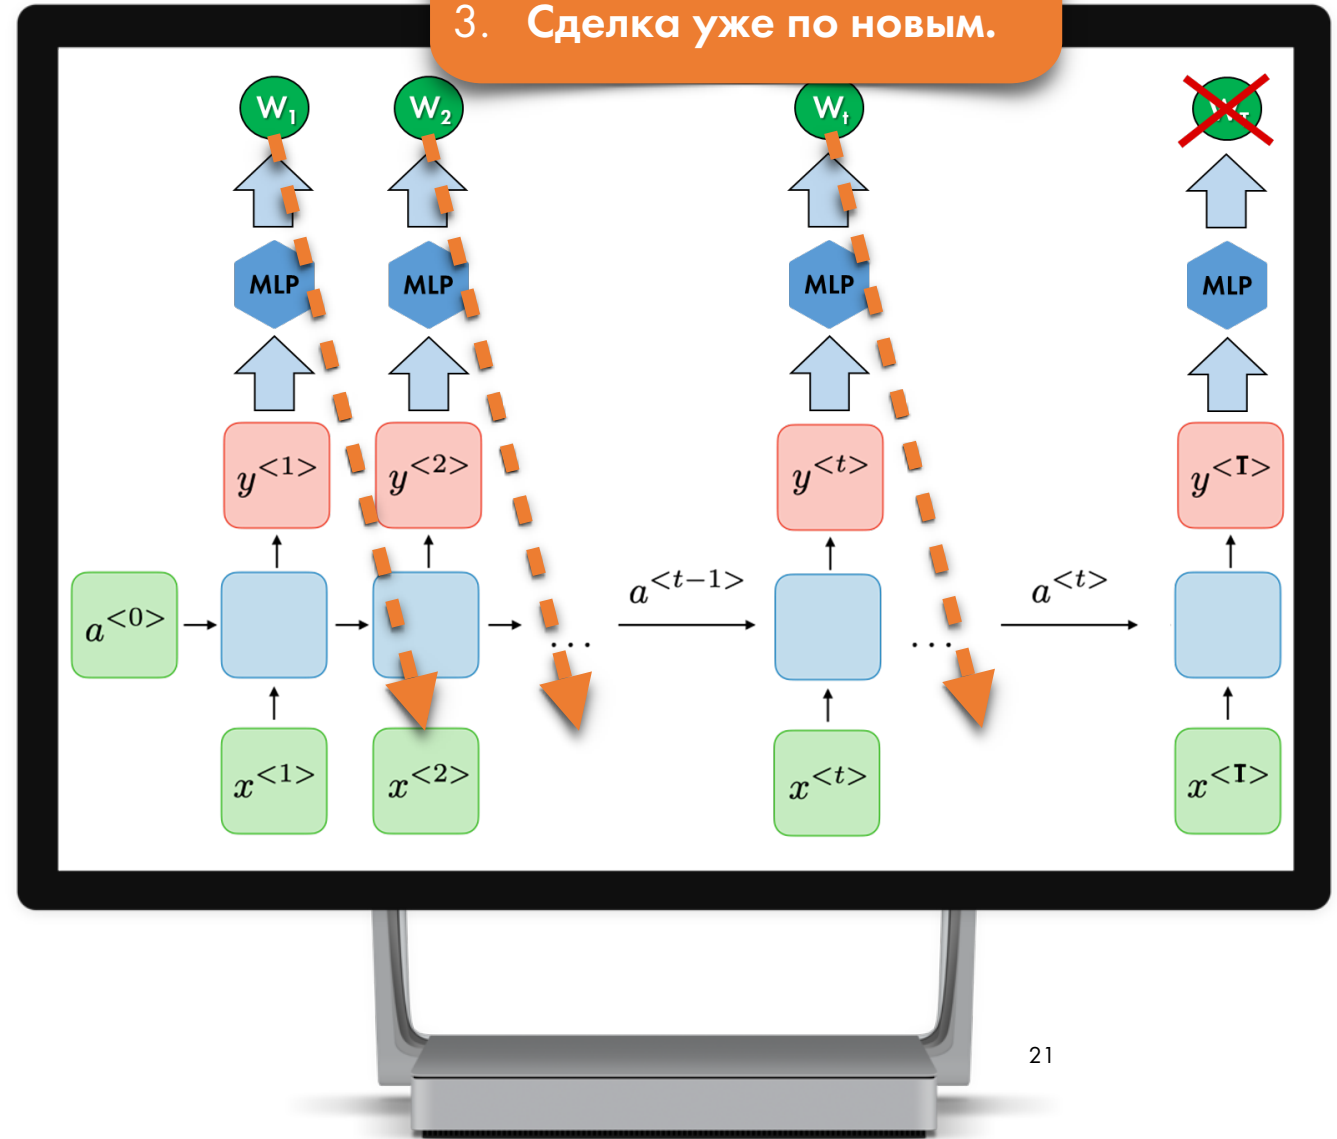 3. Сделка уже по новым.
W1 W2 Wt WT
MLP MLP MLP MLP
y<1> y<2> y<t> y<T>
a<0> ... a<t-1> ... a<t>
x<1> x<2> x<t> x<T>
21